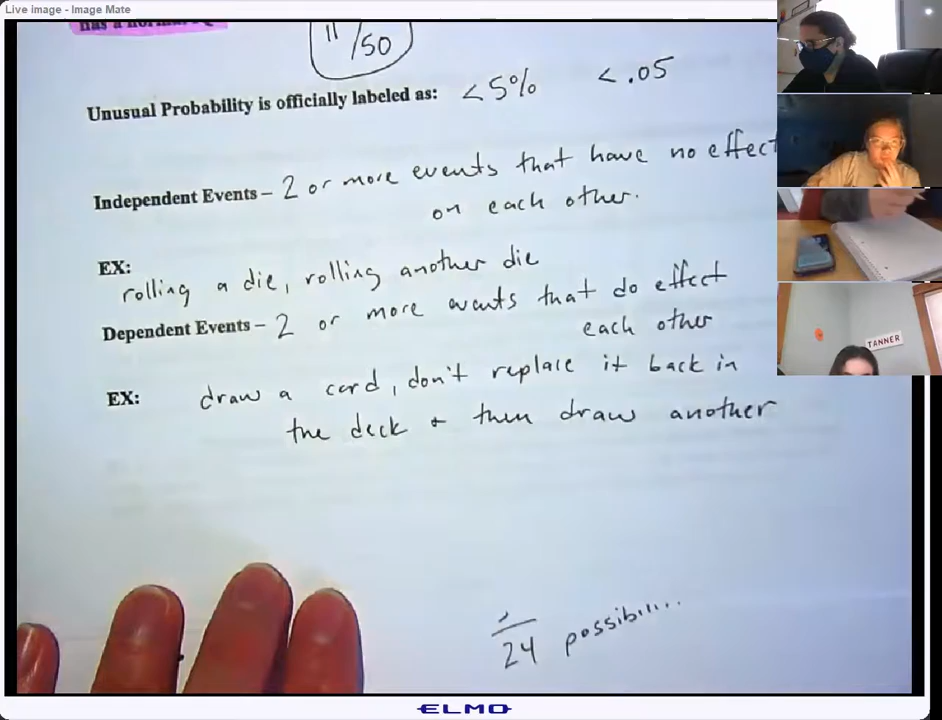 Live image - Image Mate
has a normal
11/50
Unusual Probability is officially labeled as: <5% <.05
Independent Events – 2 or more events that have no effect
on each other.
EX:
rolling a die, rolling another die
Dependent Events – 2 or more events that do effect
each other
EX: draw a card, don't replace it back in
the deck + then draw another
24 possibili...
TANNER
ELMO